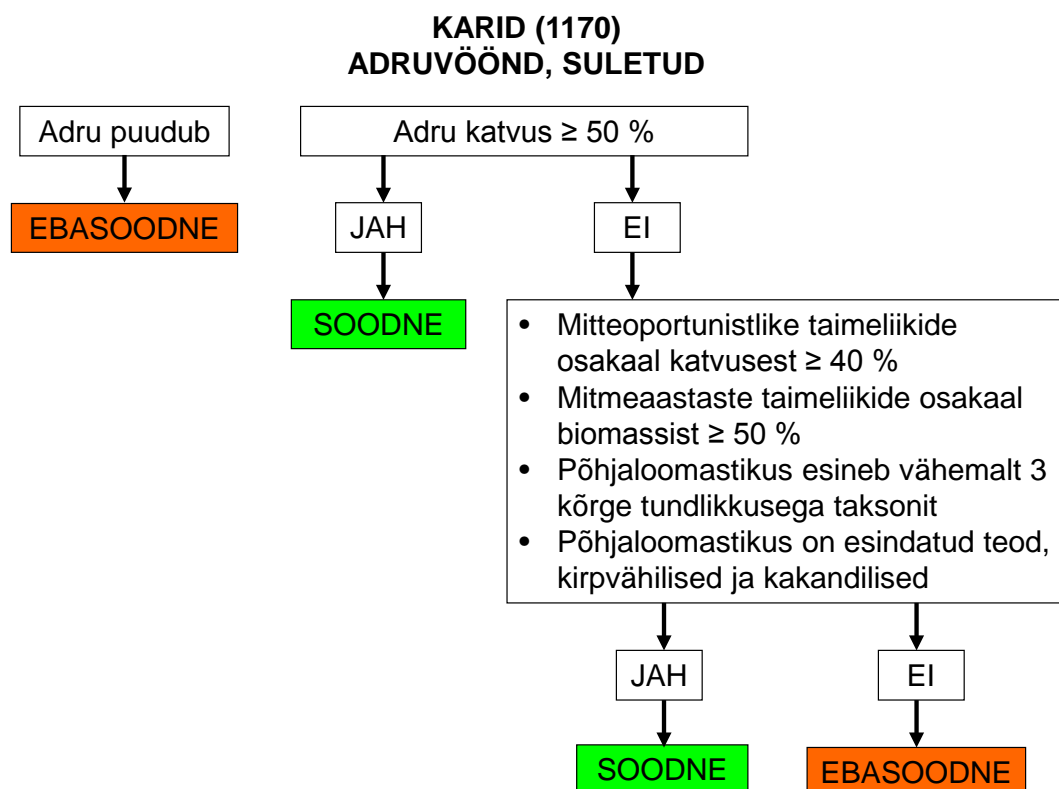 KARID (1170)
ADRUVÖÖND, SULETUD
Adru puudub
Adru katvus ≥ 50 %
EBASOODNE
JAH
EI
SOODNE
• Mitteoportunistlike taimeliikide
osakaal katvusest ≥ 40 %
• Mitmeaastaste taimeliikide osakaal
biomassist ≥ 50 %
• Põhjaloomastikus esineb vähemalt 3
kõrge tundlikkusega taksonit
• Põhjaloomastikus on esindatud teod,
kirpvähilised ja kakandilised
JAH
EI
SOODNE
EBASOODNE